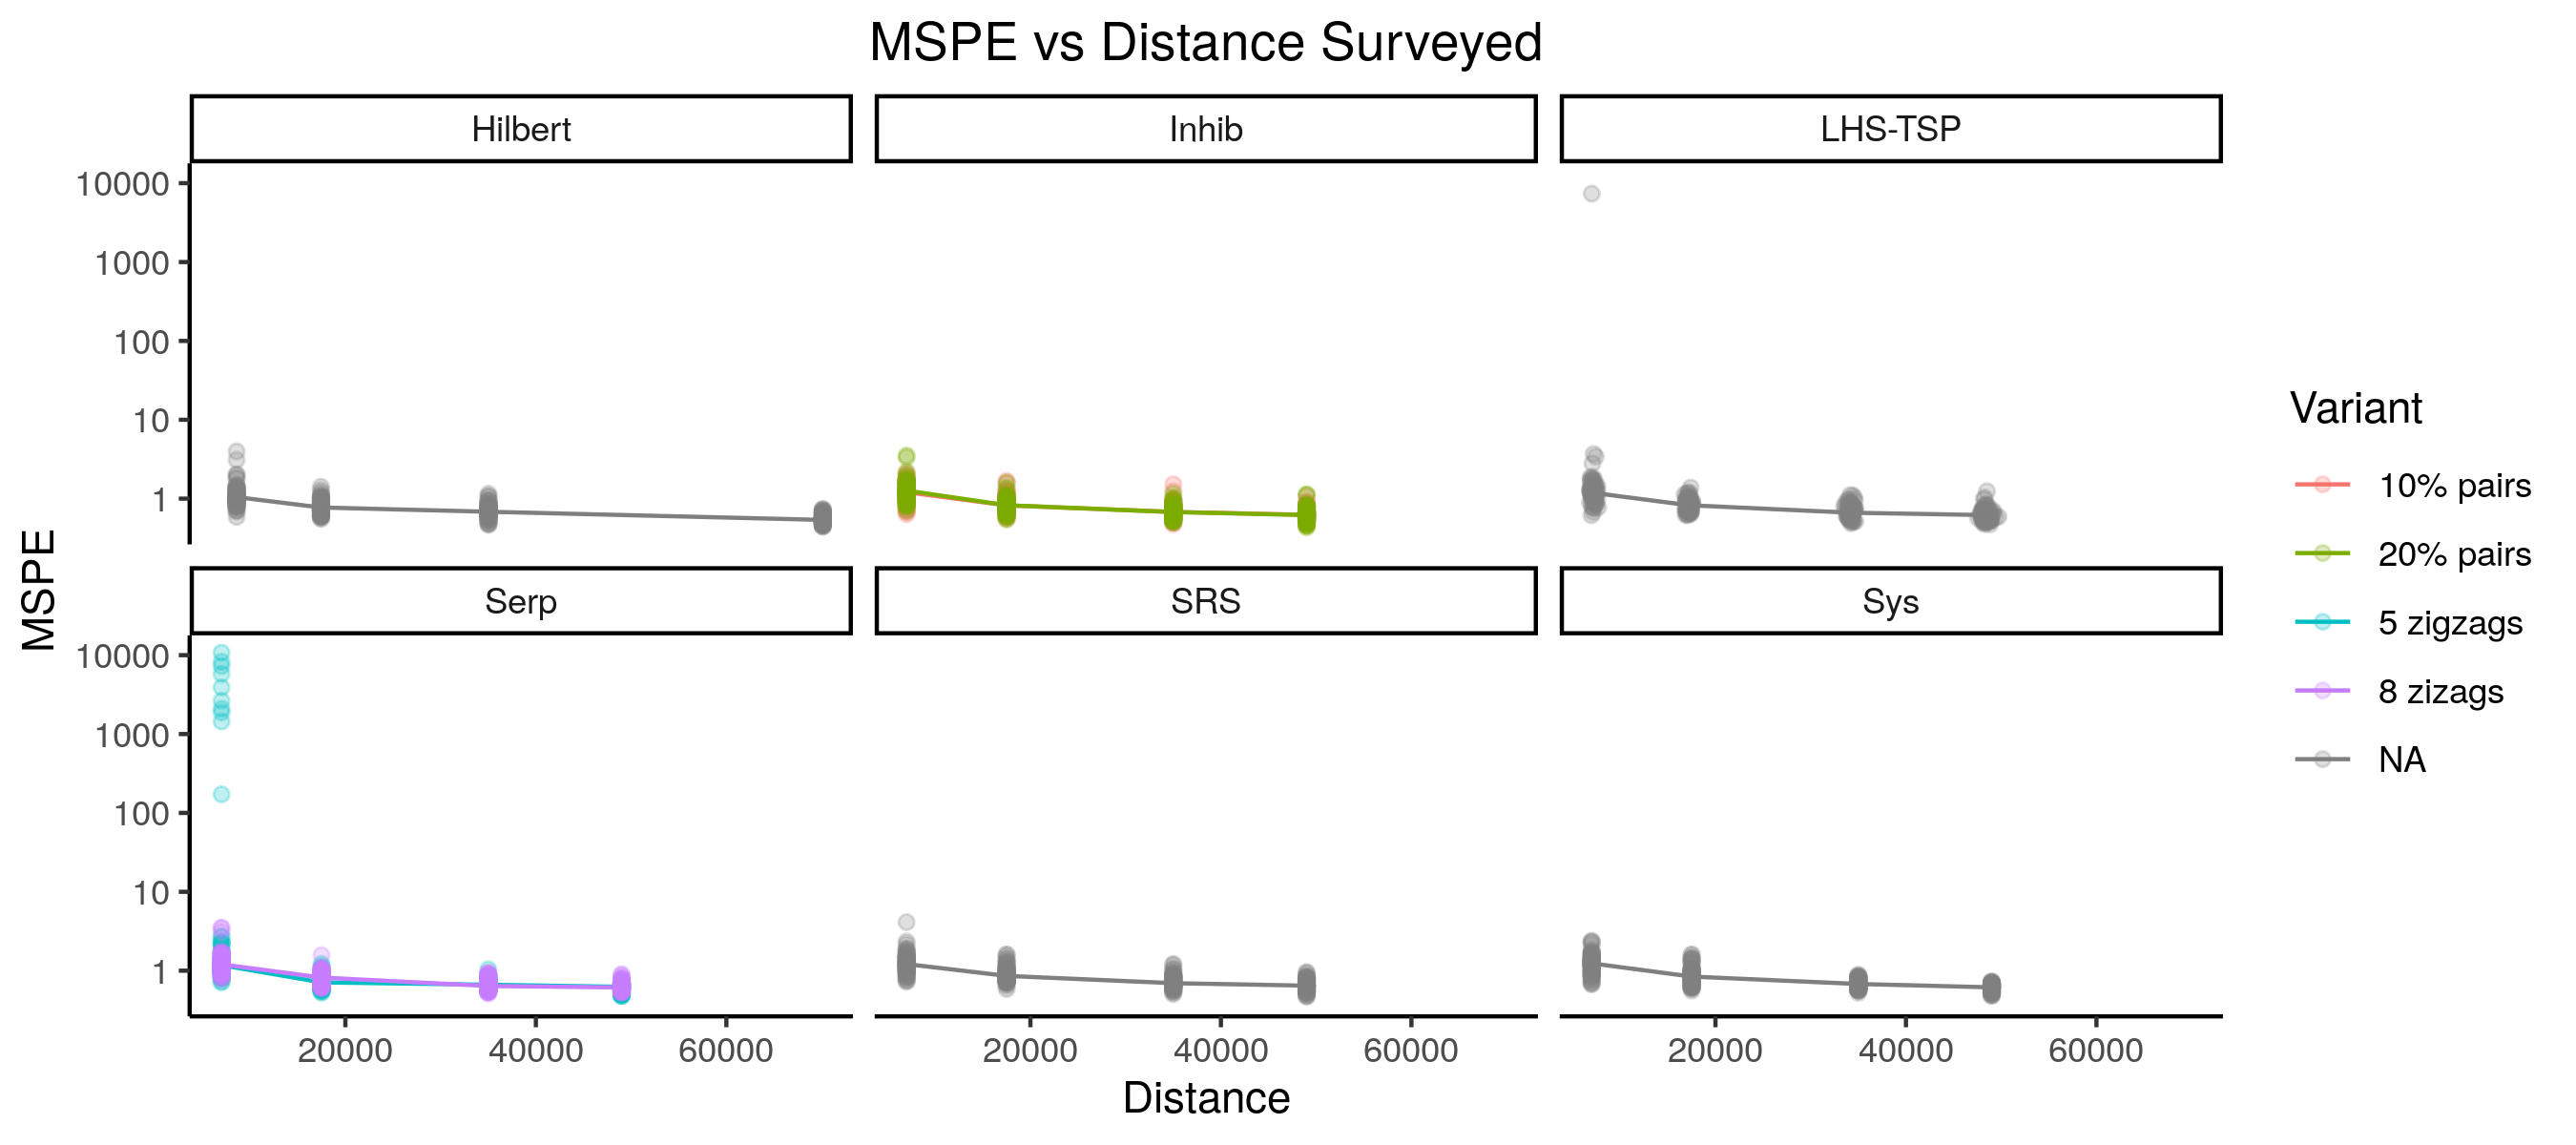 MSPE vs Distance Surveyed
Hilbert
Inhib
LHS-TSP
10000
1000
100
10
1
MSPE
Serp
SRS
Sys
10000
1000
100
10
1
20000
40000
60000
20000
40000
60000
20000
40000
60000
Distance
Variant
10% pairs
20% pairs
5 zigzags
8 zizags
NA